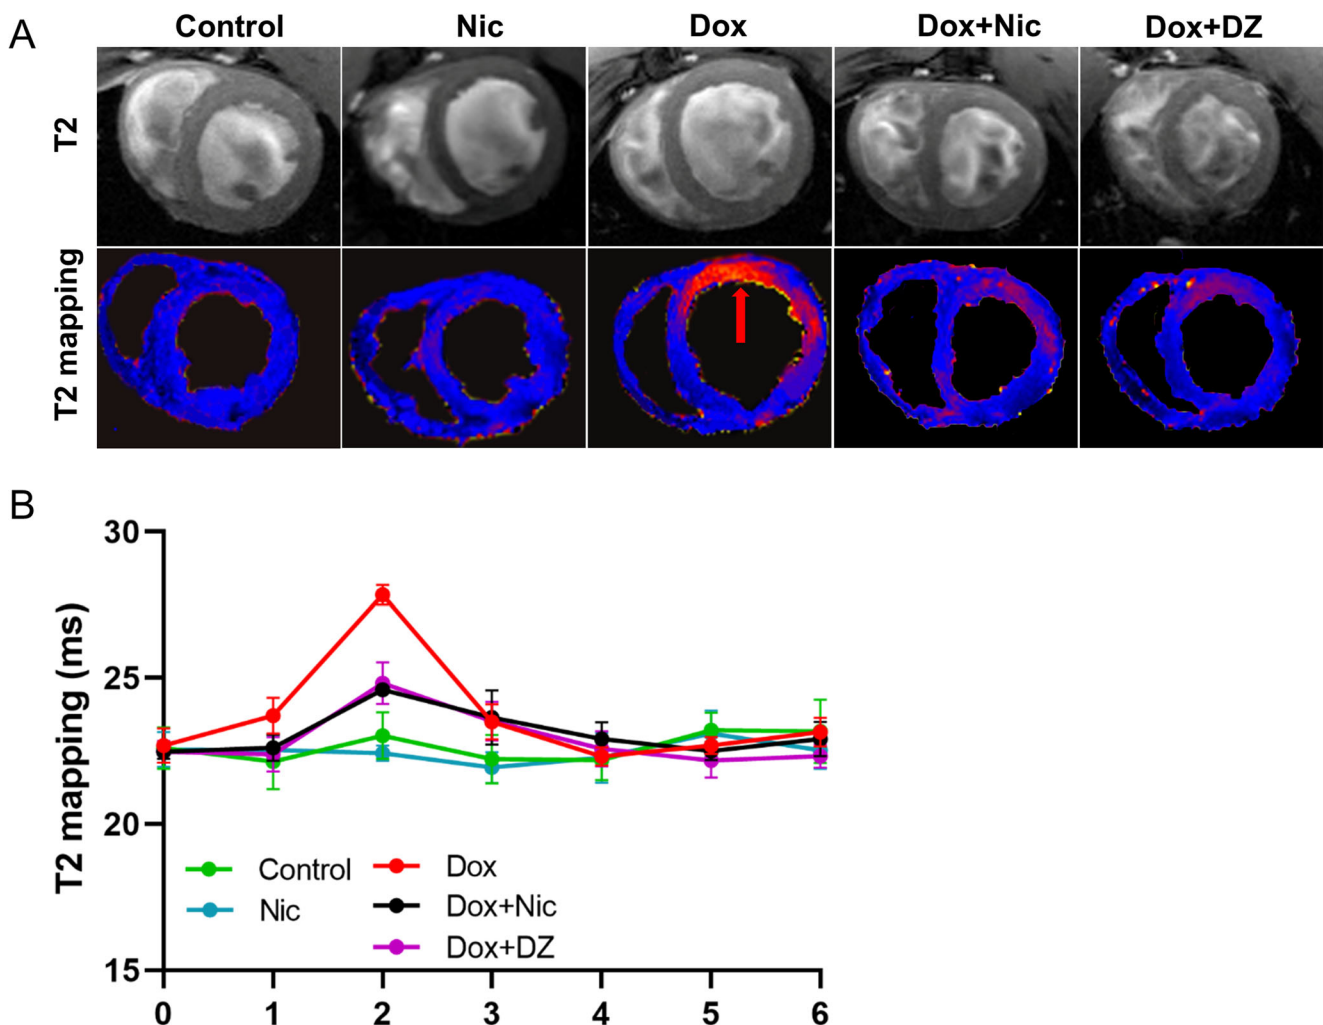 A
Control Nic Dox Dox+Nic Dox+DZ
T2
T2 mapping
B
T2 mapping (ms)
30
25
20
15
Control
Nic
Dox
Dox+Nic
Dox+DZ
0 1 2 3 4 5 6